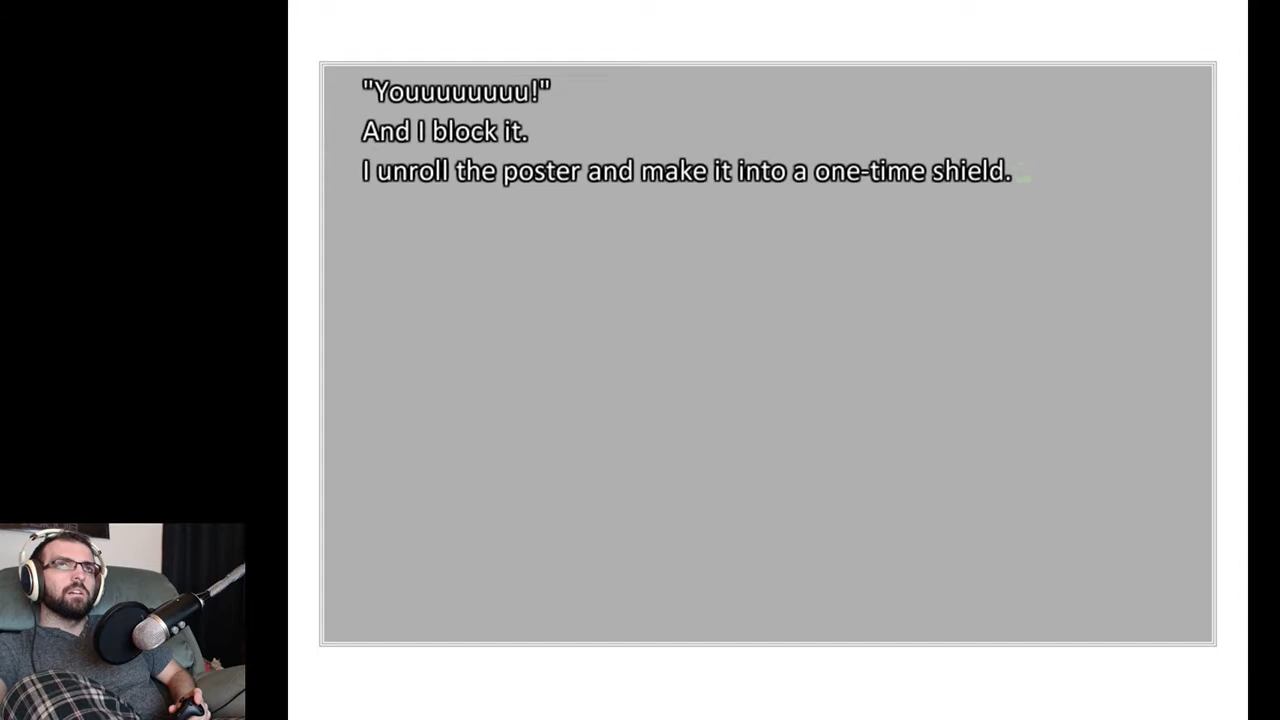 "Youuuuuuuu!"
And I block it.
I unroll the poster and make it into a one-time shield.